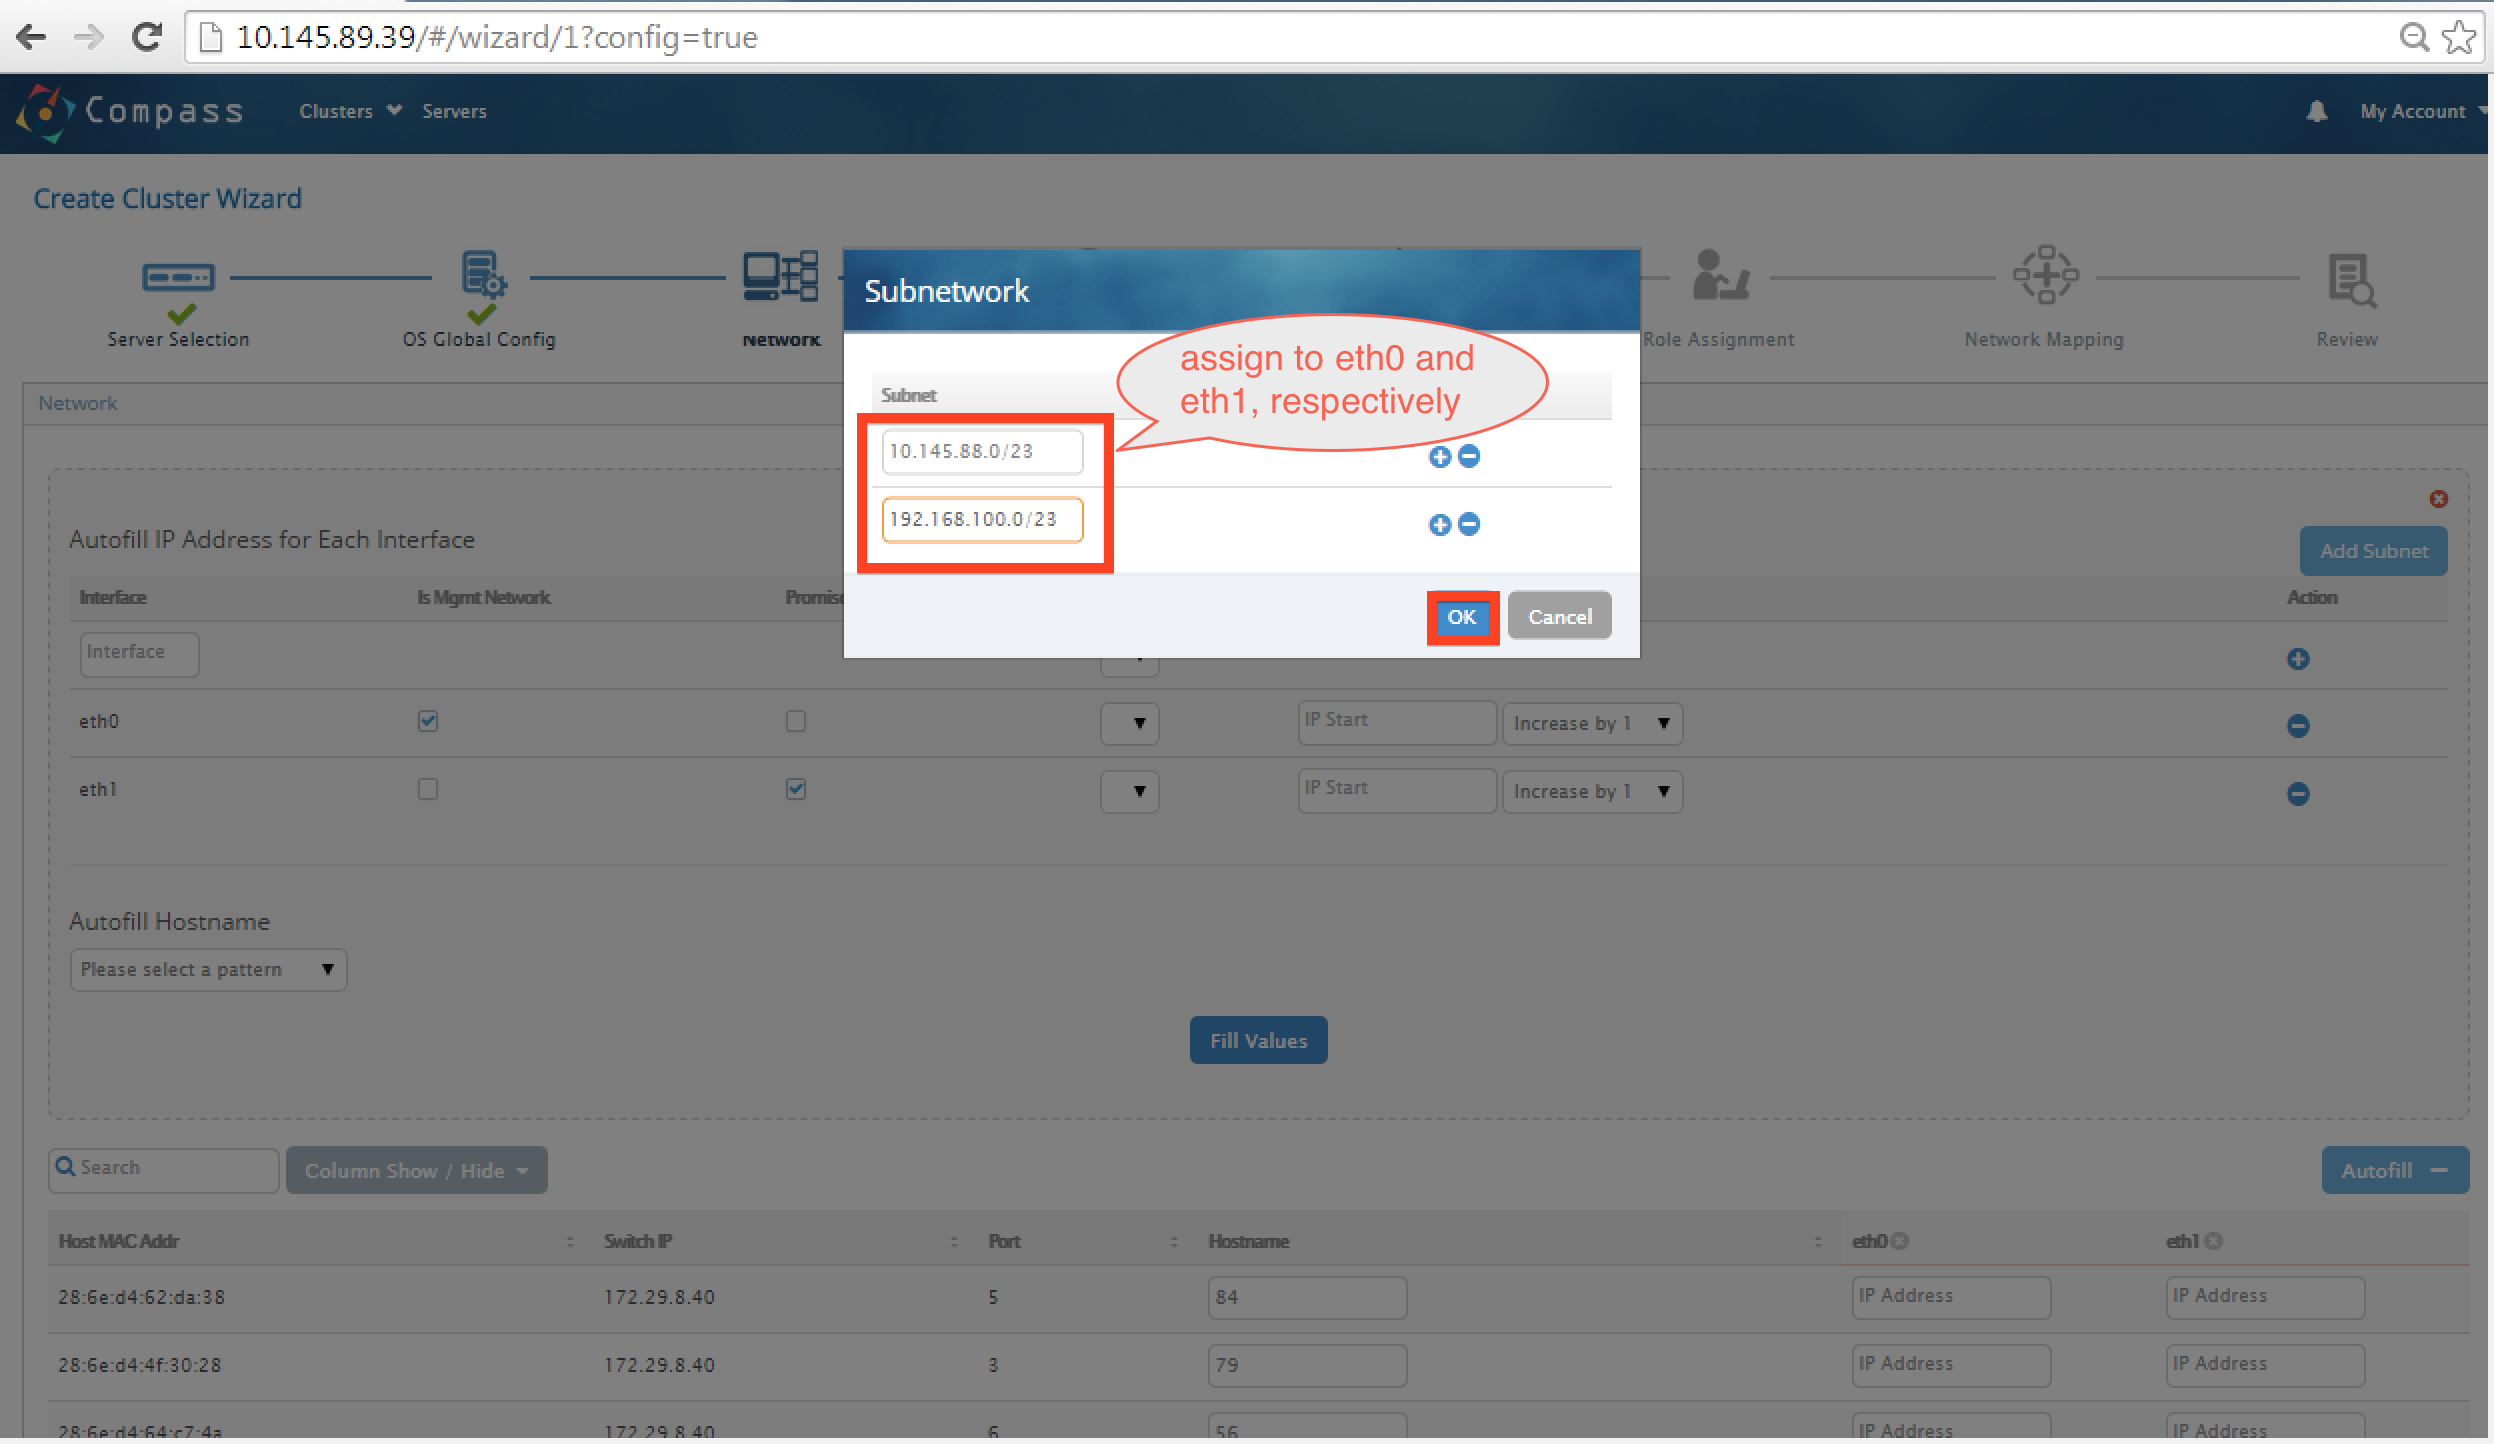 10.145.89.39/#/wizard/1?config=true
Compass Clusters Servers My Account
Create Cluster Wizard
Server Selection OS Global Config Network Role Assignment Network Mapping Review
Subnetwork
assign to eth0 and
eth1, respectively
Subnet
10.145.88.0/23
192.168.100.0/23
OK Cancel
Network
Autofill IP Address for Each Interface
Add Subnet
Interface Is Mgmt Network Action
Interface
eth0 IP Start Increase by 1
eth1 IP Start Increase by 1
Autofill Hostname
Please select a pattern
Fill Values
Search Column Show / Hide Autofill
Host MAC Addr Switch IP Port Hostname eth0 eth1
28:6e:d4:62:da:38 172.29.8.40 5 84 IP Address IP Address
28:6e:d4:4f:30:28 172.29.8.40 3 79 IP Address IP Address
28:6e:d4:64:c7:4a 172.29.8.40 6 56 IP Address IP Address